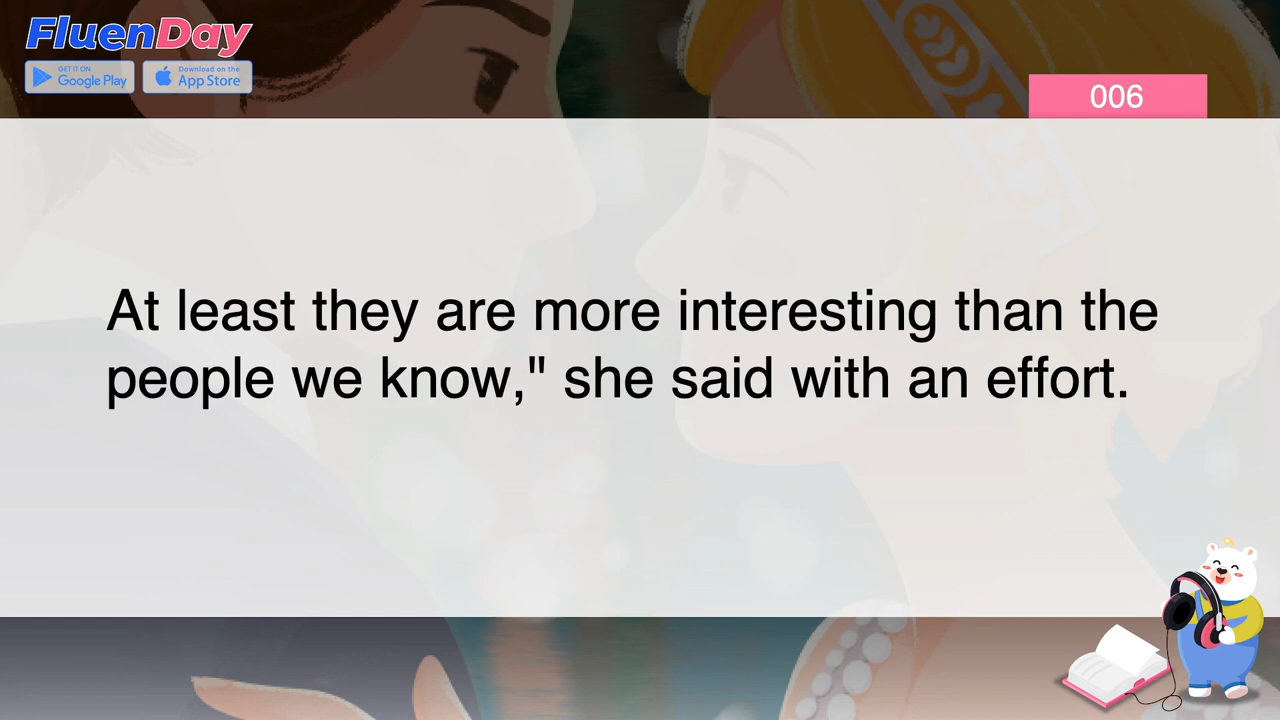 FluenDay
GET IT ON
Google Play
Download on the
App Store
006
At least they are more interesting than the
people we know," she said with an effort.